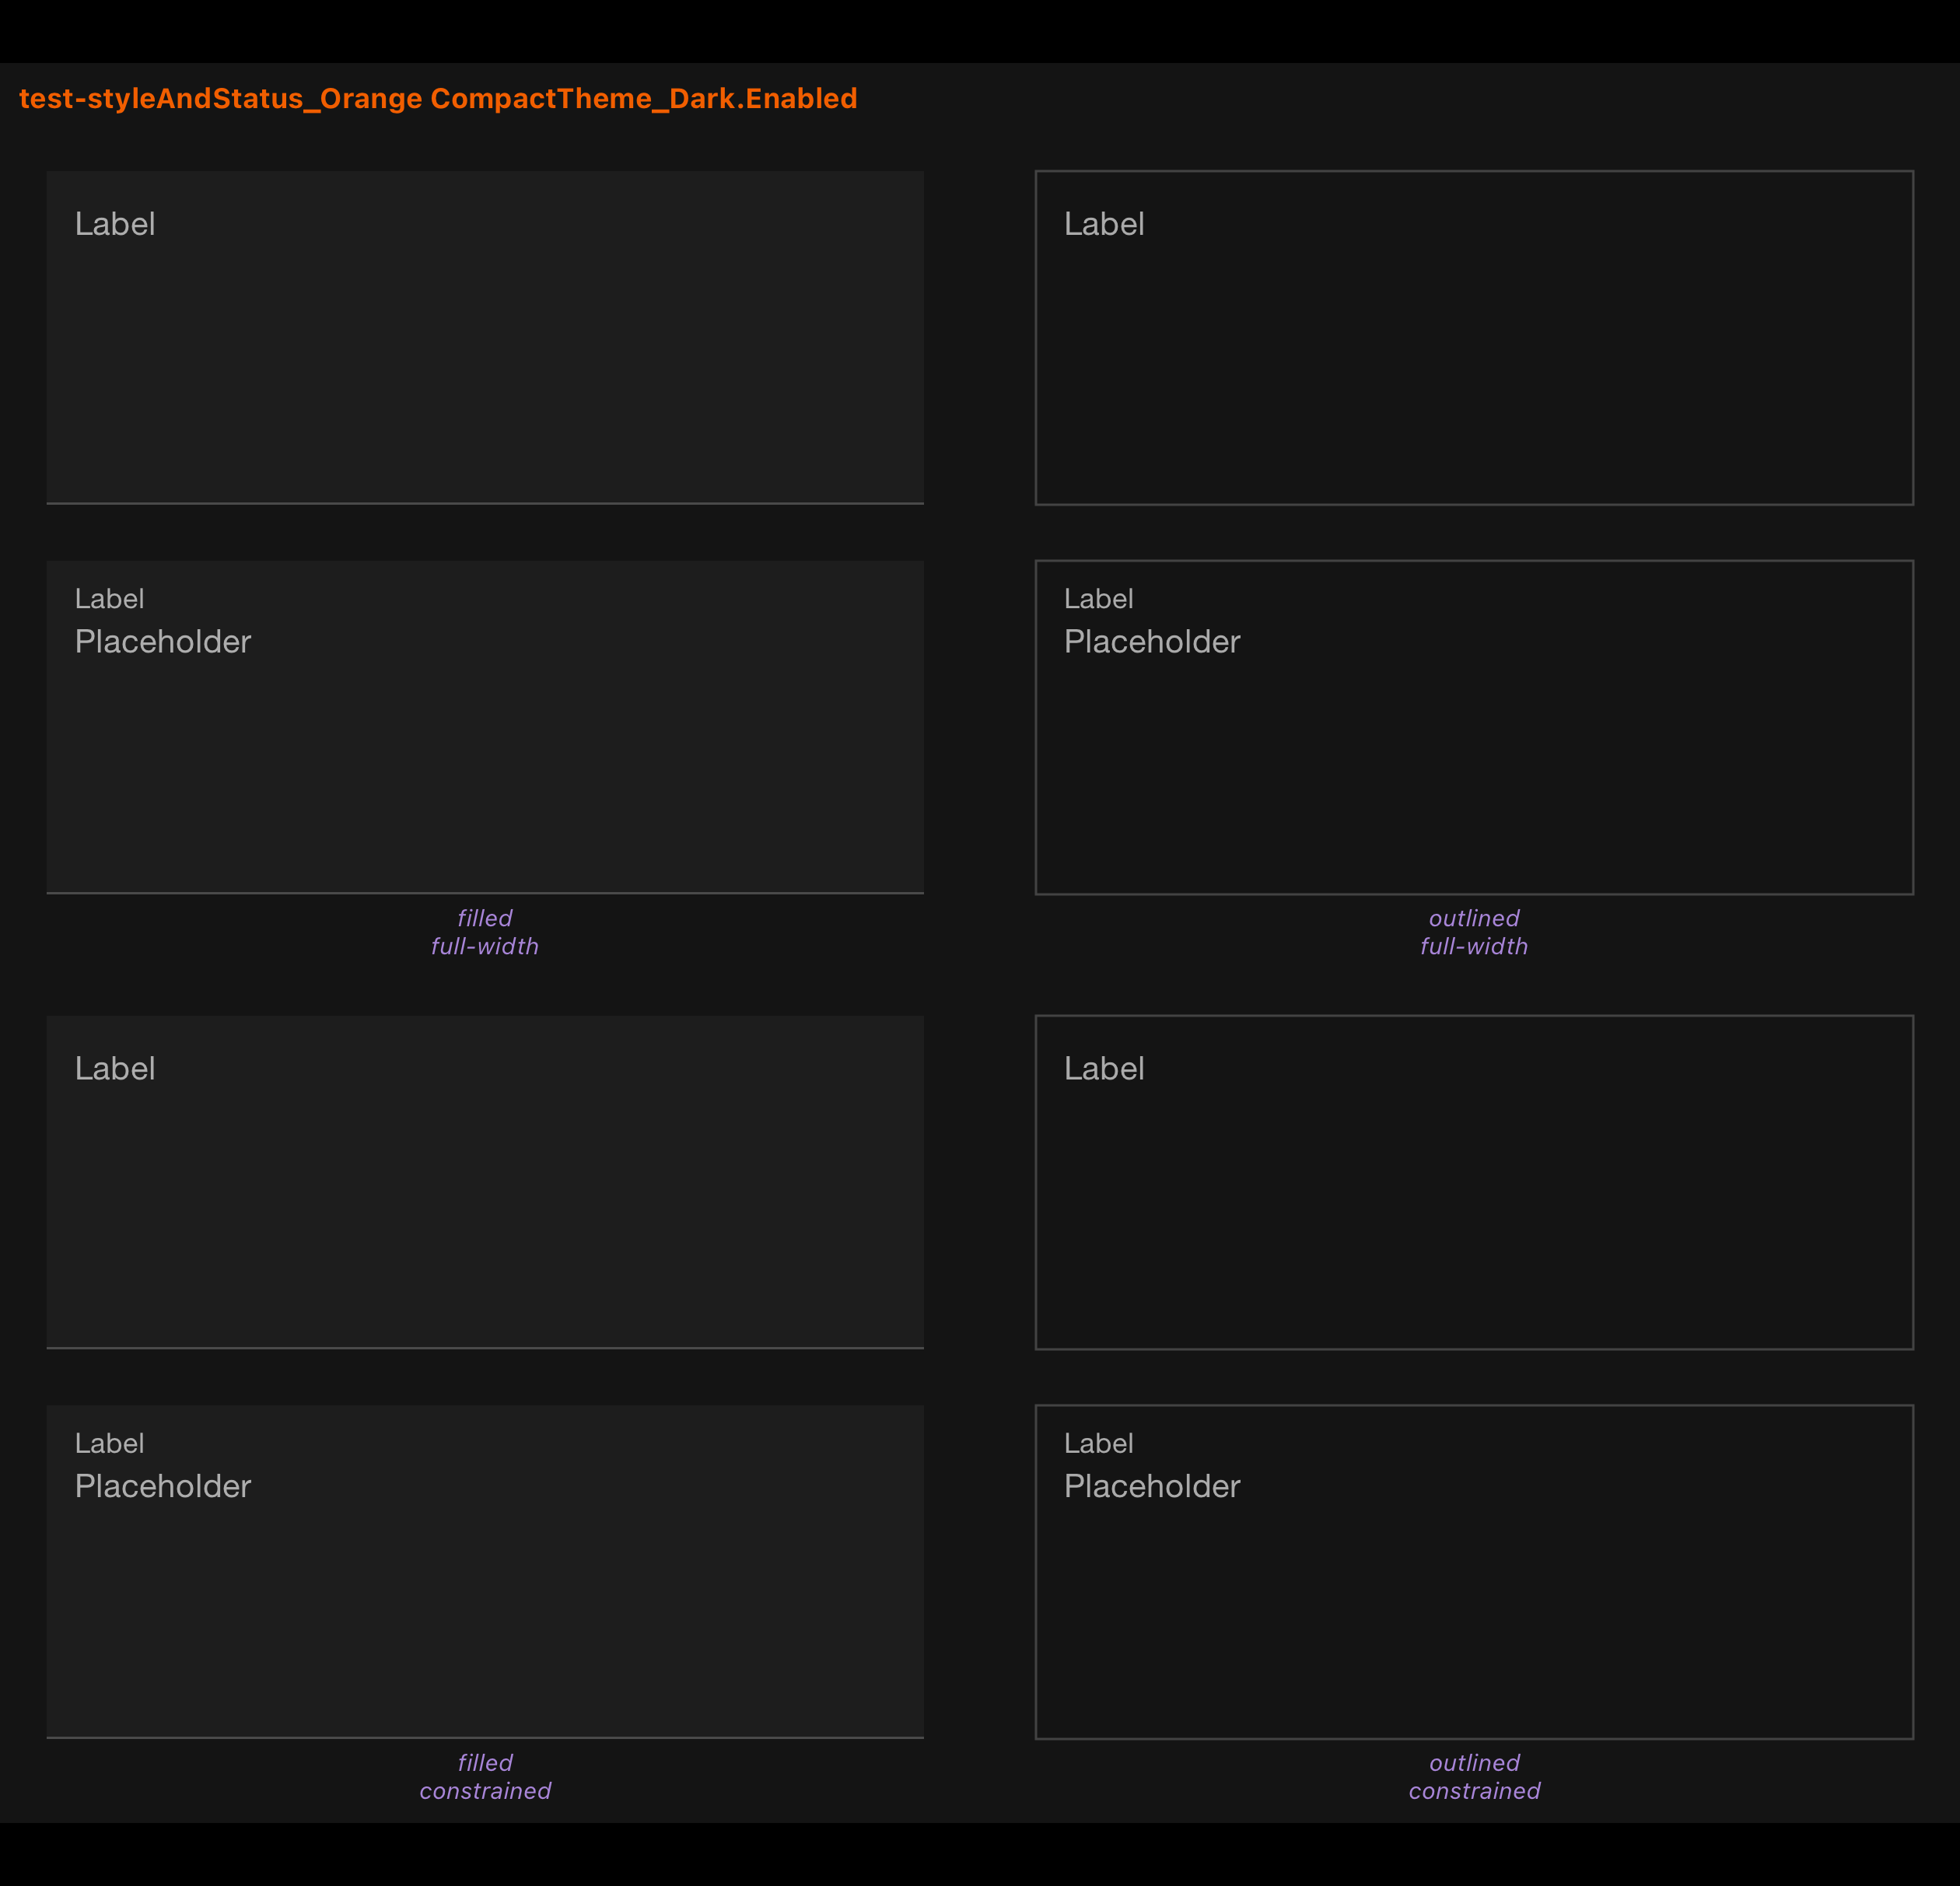 test-styleAndStatus_Orange CompactTheme_Dark.Enabled
Label
Label
Label
Placeholder
Label
Placeholder
filled
full-width
outlined
full-width
Label
Label
Label
Placeholder
Label
Placeholder
filled
constrained
outlined
constrained